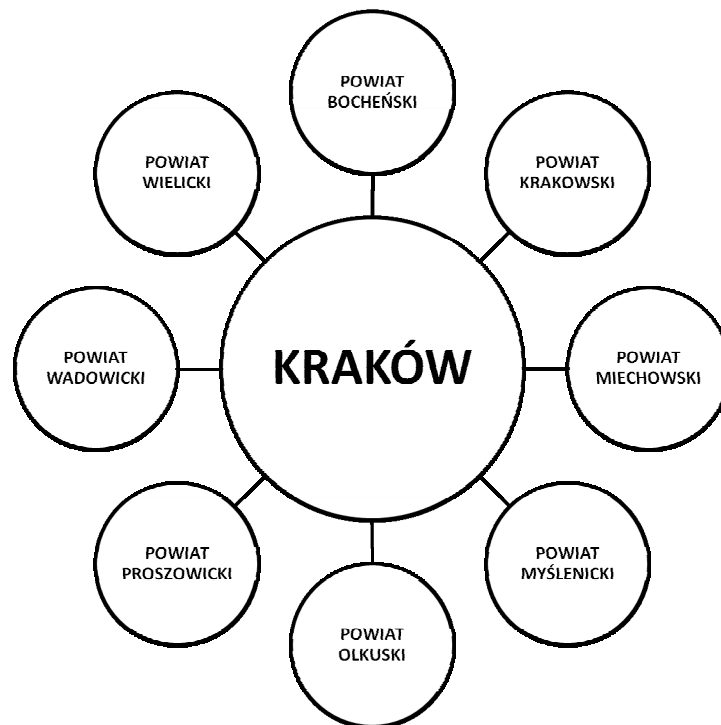 POWIAT
BOCHEŃSKI
POWIAT
WIELICKI
POWIAT
KRAKOWSKI
POWIAT
WADOWICKI
KRAKÓW
POWIAT
MIECHOWSKI
POWIAT
PROSZOWICKI
POWIAT
MYŚLENICKI
POWIAT
OLKUSKI